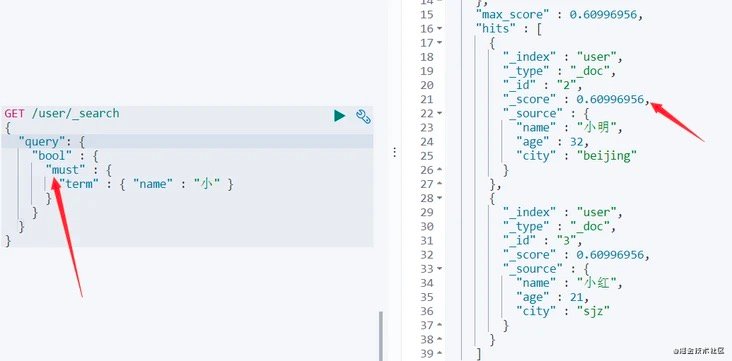 GET /user/_search
{
"query": {
"bool" : {
"must" : {
"term" : { "name" : "小" }
}
}
}
}
14 },
15 "max_score" : 0.60996956,
16 "hits" : [
17 {
18 "_index" : "user",
19 "_type" : "_doc",
20 "_id" : "2",
21 "_score" : 0.60996956,
22 "_source" : {
23 "name" : "小明",
24 "age" : 32,
25 "city" : "beijing"
26 }
27 },
28 {
29 "_index" : "user",
30 "_type" : "_doc",
31 "_id" : "3",
32 "_score" : 0.60996956,
33 "_source" : {
34 "name" : "小红",
35 "age" : 21,
36 "city" : "sjz"
37 }
38 }
39 ]
@掘金技术社区